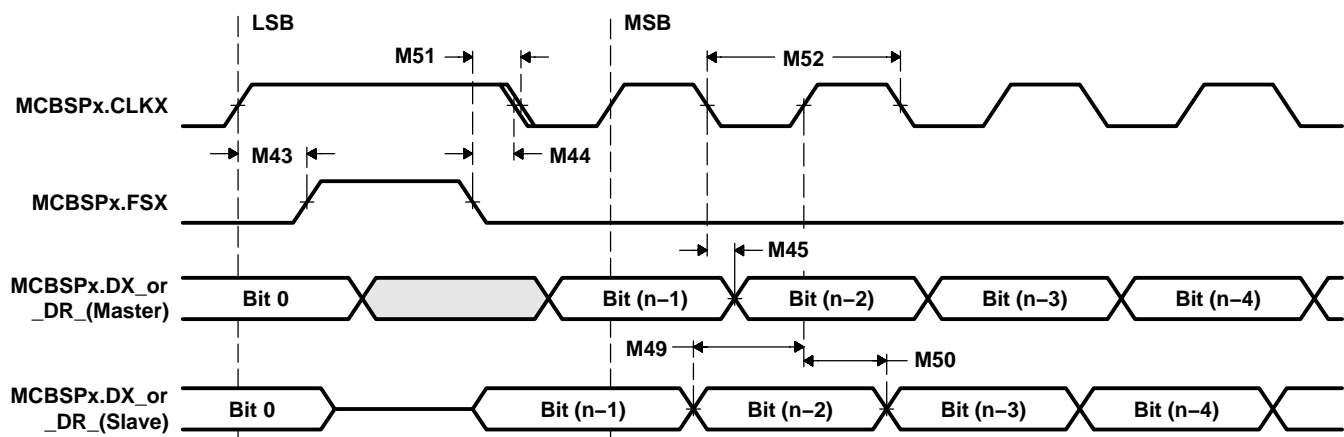 LSB
MSB
M51
M52
MCBSPx.CLKX
M43
M44
MCBSPx.FSX
M45
MCBSPx.DX_or
_DR_(Master)
Bit 0
Bit (n−1)
Bit (n−2)
Bit (n−3)
Bit (n−4)
M49
M50
MCBSPx.DX_or
_DR_(Slave)
Bit 0
Bit (n−1)
Bit (n−2)
Bit (n−3)
Bit (n−4)